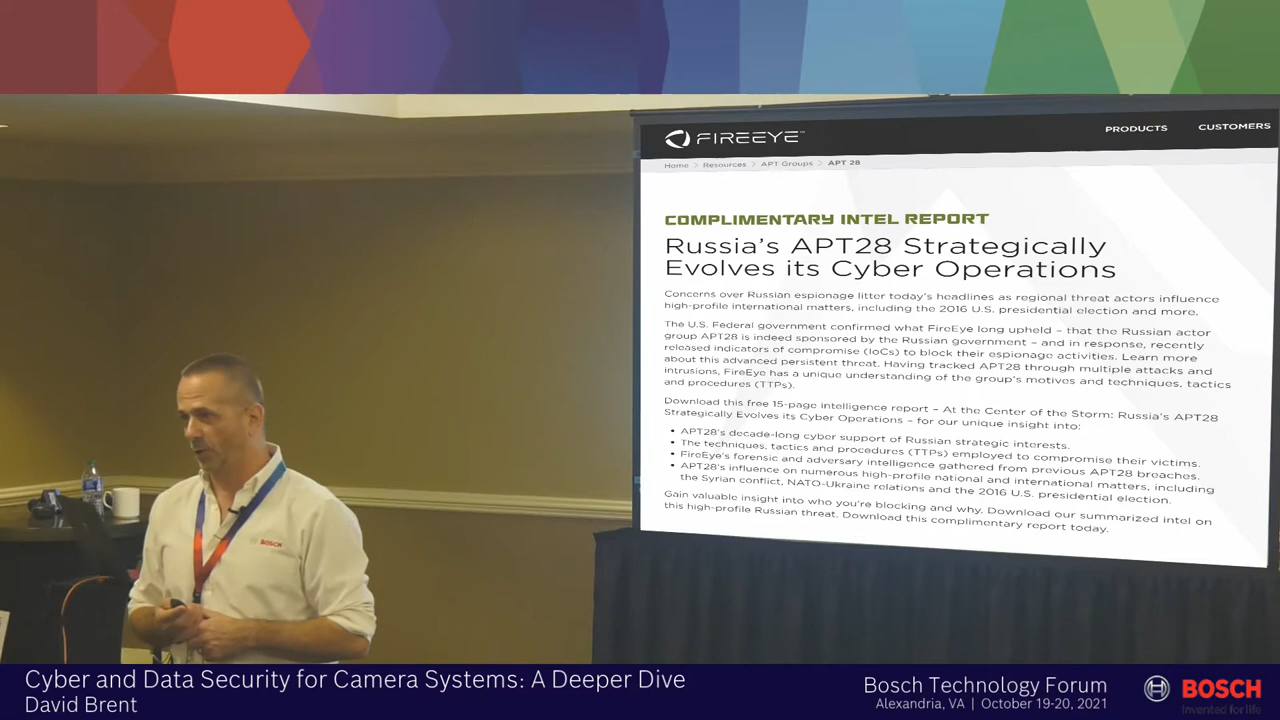 FIREEYE™
PRODUCTS CUSTOMERS
Home > Resources > APT Groups > APT 28
COMPLIMENTARY INTEL REPORT
Russia's APT28 Strategically
Evolves its Cyber Operations
Concerns over Russian espionage litter today's headlines as regional threat actors influence
high-profile international matters, including the 2016 U.S. presidential election and more.
The U.S. Federal government confirmed what FireEye long upheld – that the Russian actor
group APT28 is indeed sponsored by the Russian government – and in response, recently
released indicators of compromise (IoCs) to block their espionage activities. Learn more
about this advanced persistent threat. Having tracked APT28 through multiple attacks and
intrusions, FireEye has a unique understanding of the group's motives and techniques, tactics
and procedures (TTPs).
Download this free 15-page intelligence report – At the Center of the Storm: Russia's APT28
Strategically Evolves its Cyber Operations – for our unique insight into:
• APT28's decade-long cyber support of Russian strategic interests.
• The techniques, tactics and procedures (TTPs) employed to compromise their victims.
• FireEye's forensic and adversary intelligence gathered from previous APT28 breaches.
• APT28's influence on numerous high-profile national and international matters, including
the Syrian conflict, NATO-Ukraine relations and the 2016 U.S. presidential election.
Gain valuable insight into who you're blocking and why. Download our summarized intel on
this high-profile Russian threat. Download this complimentary report today.
BOSCH
Cyber and Data Security for Camera Systems: A Deeper Dive
David Brent
Bosch Technology Forum
Alexandria, VA | October 19-20, 2021
BOSCH
Invented for life